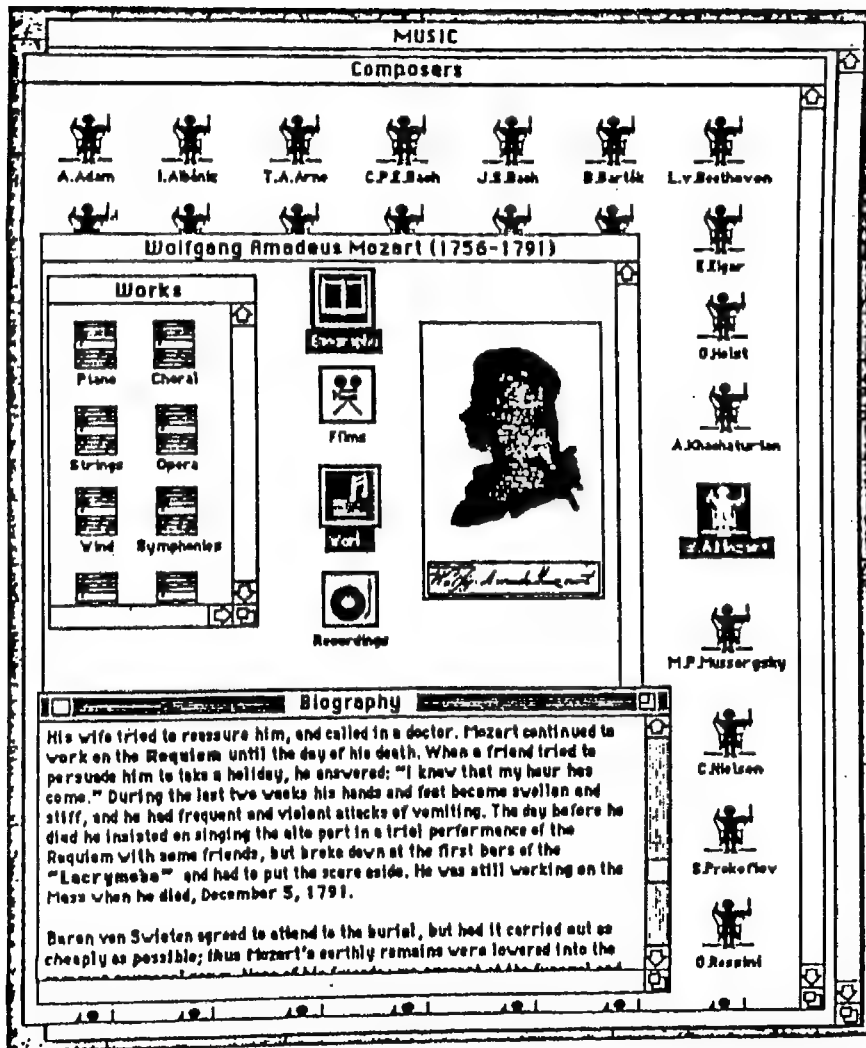 MUSIC
Composers
A.Adam I.Albéniz T.A.Arne C.P.E.Bach J.S.Bach B.Bartók L.v.Beethoven
Wolfgang Amadeus Mozart (1756-1791)
E.Elgar
Works
G.Holst
Biography
Piano Choral
Films
A.Khachaturian
Strings Opera
Work
Wind Symphonies
Recordings
M.P.Mussorgsky
Biography
His wife tried to reassure him, and called in a doctor. Mozart continued to
work on the Requiem until the day of his death. When a friend tried to
persuade him to take a holiday, he answered: "I know that my hour has
come." During the last two weeks his hands and feet became swollen and
stiff, and he had frequent and violent attacks of vomiting. The day before he
died he insisted on singing the alto part in a trial performance of the
Requiem with some friends, but broke down at the first bars of the
"Lacrymosa" and had to put the score aside. He was still working on the
Mass when he died, December 5, 1791.
Baron van Swieten agreed to attend to the burial, but had it carried out as
cheaply as possible; thus Mozart's earthly remains were lowered into the
C.Nielsen
S.Prokofiev
G.Rossini